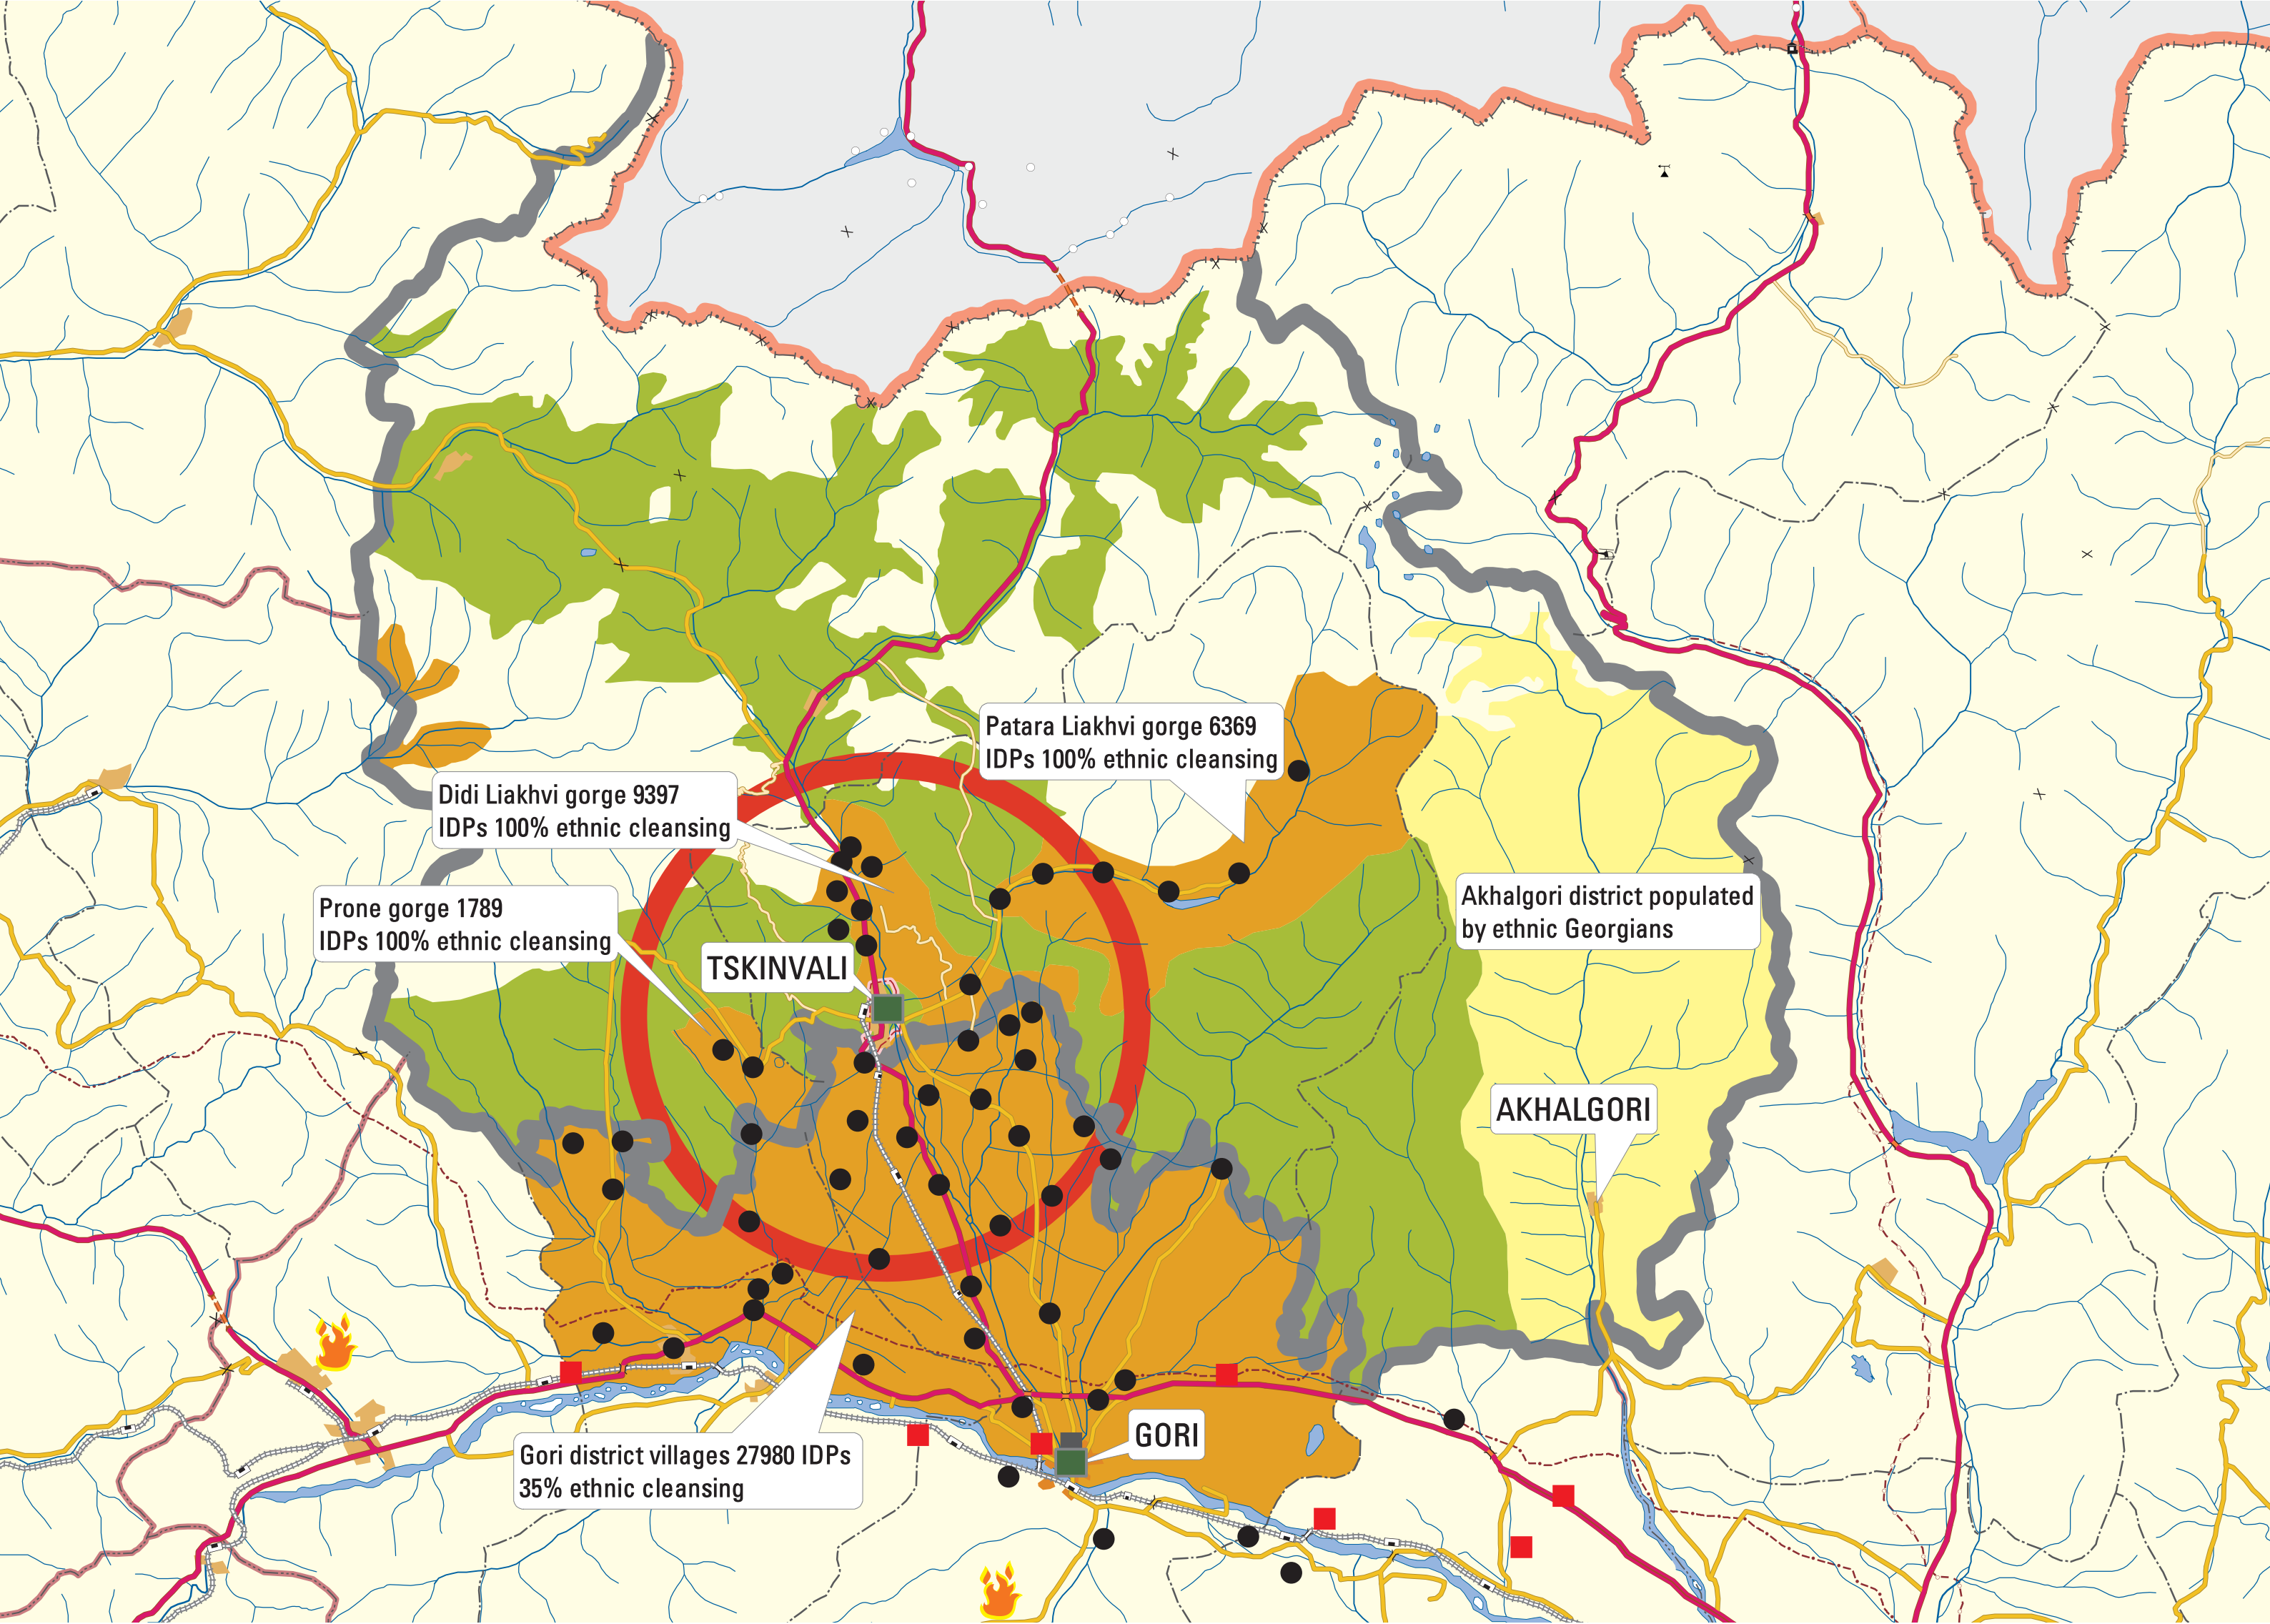 Patara Liakhvi gorge 6369
IDPs 100% ethnic cleansing
Didi Liakhvi gorge 9397
IDPs 100% ethnic cleansing
Prone gorge 1789
IDPs 100% ethnic cleansing
Akhalgori district populated
by ethnic Georgians
TSKINVALI
AKHALGORI
GORI
Gori district villages 27980 IDPs
35% ethnic cleansing